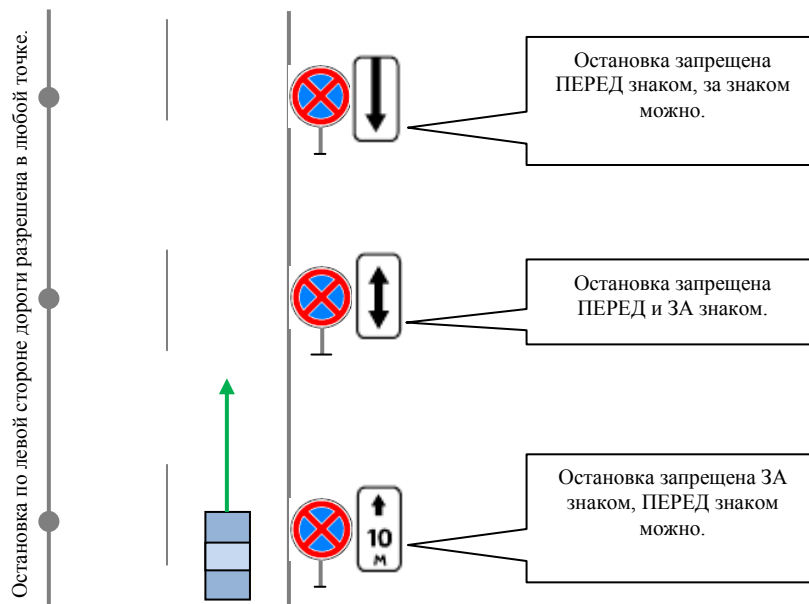 Остановка по левой стороне дороги разрешена в любой точке.
Остановка запрещена
ПЕРЕД знаком, за знаком
можно.
Остановка запрещена
ПЕРЕД и ЗА знаком.
Остановка запрещена ЗА
знаком, ПЕРЕД знаком
можно.
10
м